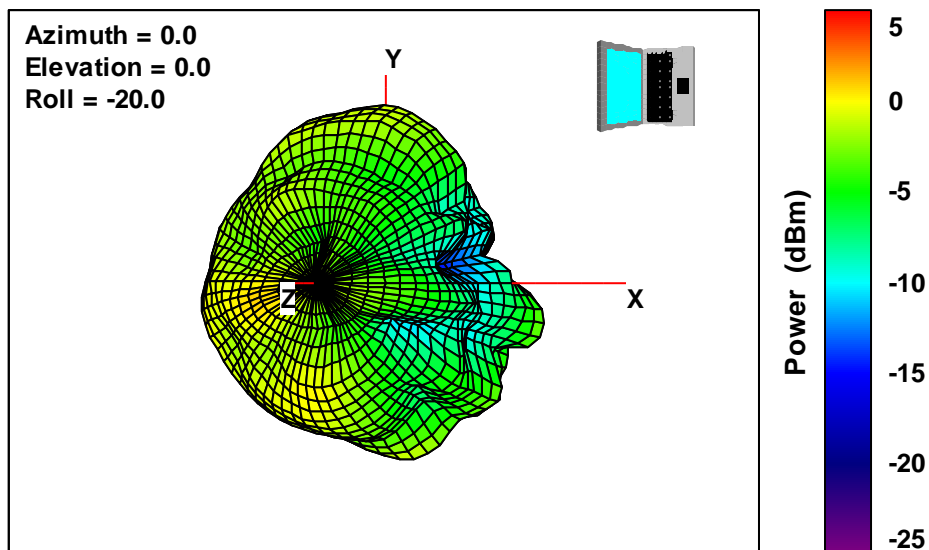 Azimuth = 0.0
Elevation = 0.0
Roll = -20.0
Y
Z
X
Power (dBm)
5
0
-5
-10
-15
-20
-25